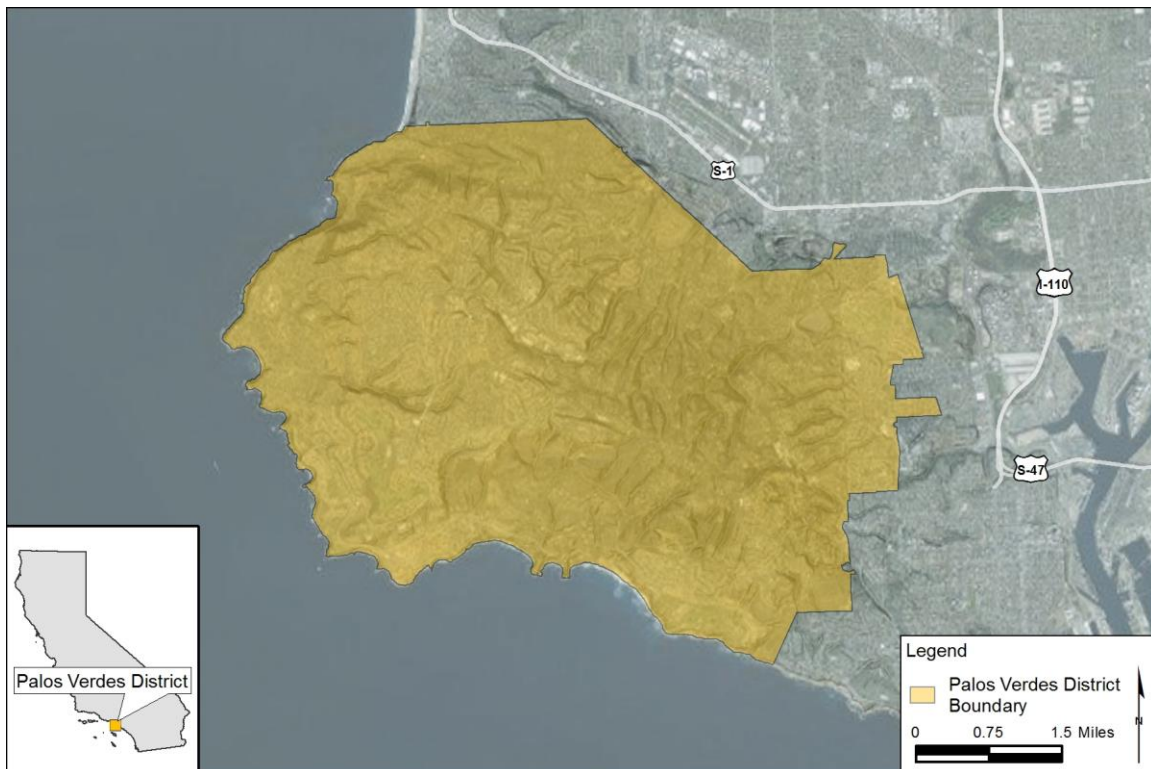 S-1
I-110
S-47
Palos Verdes District
Legend
Palos Verdes District
Boundary
0 0.75 1.5 Miles
N